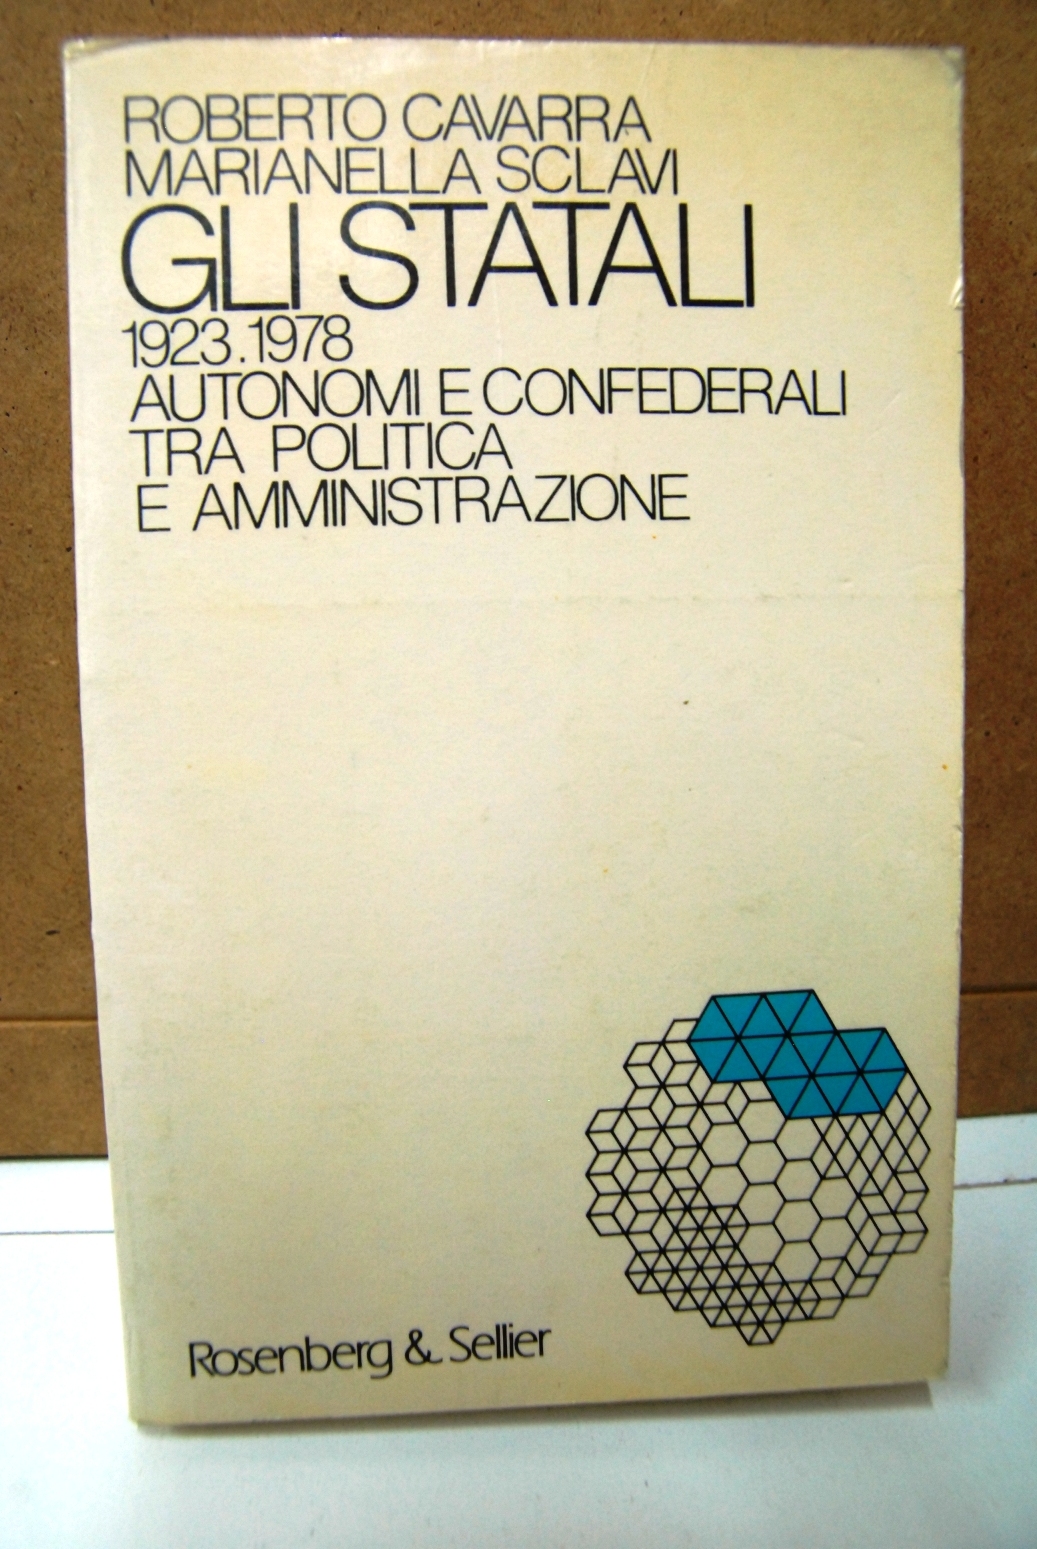 ROBERTO CAVARRA
MARIANELLA SCLAVI
GLI STATALI
1923.1978
AUTONOMI E CONFEDERALI
TRA POLITICA
E AMMINISTRAZIONE
Rosenberg & Sellier